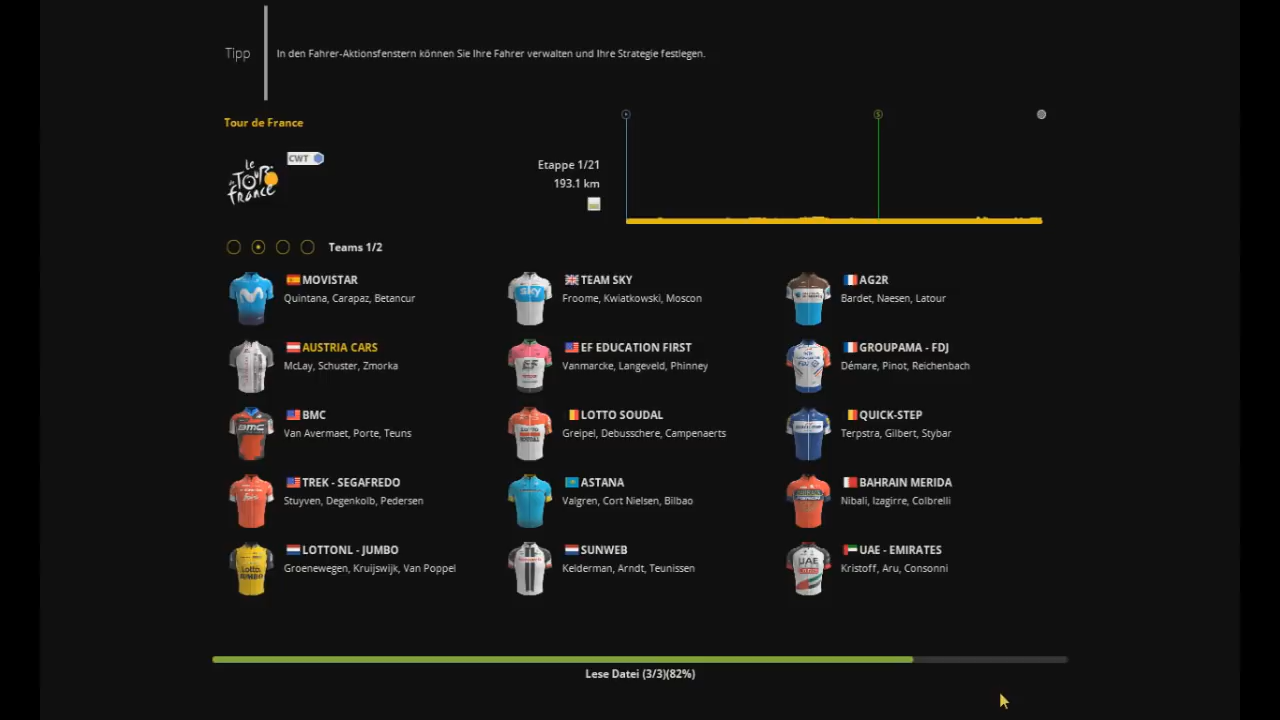 Tipp
In den Fahrer-Aktionsfenstern können Sie Ihre Fahrer verwalten und Ihre Strategie festlegen.
Tour de France
CWT
Le Tour de France
Etappe 1/21
193.1 km
S
Teams 1/2
MOVISTAR
Quintana, Carapaz, Betancur
TEAM SKY
Froome, Kwiatkowski, Moscon
AG2R
Bardet, Naesen, Latour
AUSTRIA CARS
McLay, Schuster, Zmorka
EF EDUCATION FIRST
Vanmarcke, Langeveld, Phinney
GROUPAMA - FDJ
Démare, Pinot, Reichenbach
BMC
Van Avermaet, Porte, Teuns
LOTTO SOUDAL
Greipel, Debusschere, Campenaerts
QUICK-STEP
Terpstra, Gilbert, Stybar
TREK - SEGAFREDO
Stuyven, Degenkolb, Pedersen
ASTANA
Valgren, Cort Nielsen, Bilbao
BAHRAIN MERIDA
Nibali, Izagirre, Colbrelli
LOTTONL - JUMBO
Groenewegen, Kruijswijk, Van Poppel
SUNWEB
Kelderman, Arndt, Teunissen
UAE - EMIRATES
Kristoff, Aru, Consonni
Lese Datei (3/3)(82%)